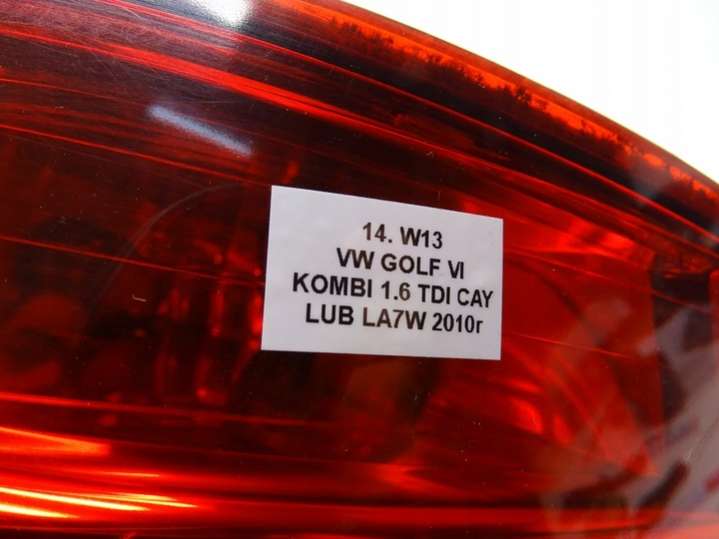 14. W13
VW GOLF VI
KOMBI 1.6 TDI CAY
LUB LA7W 2010r